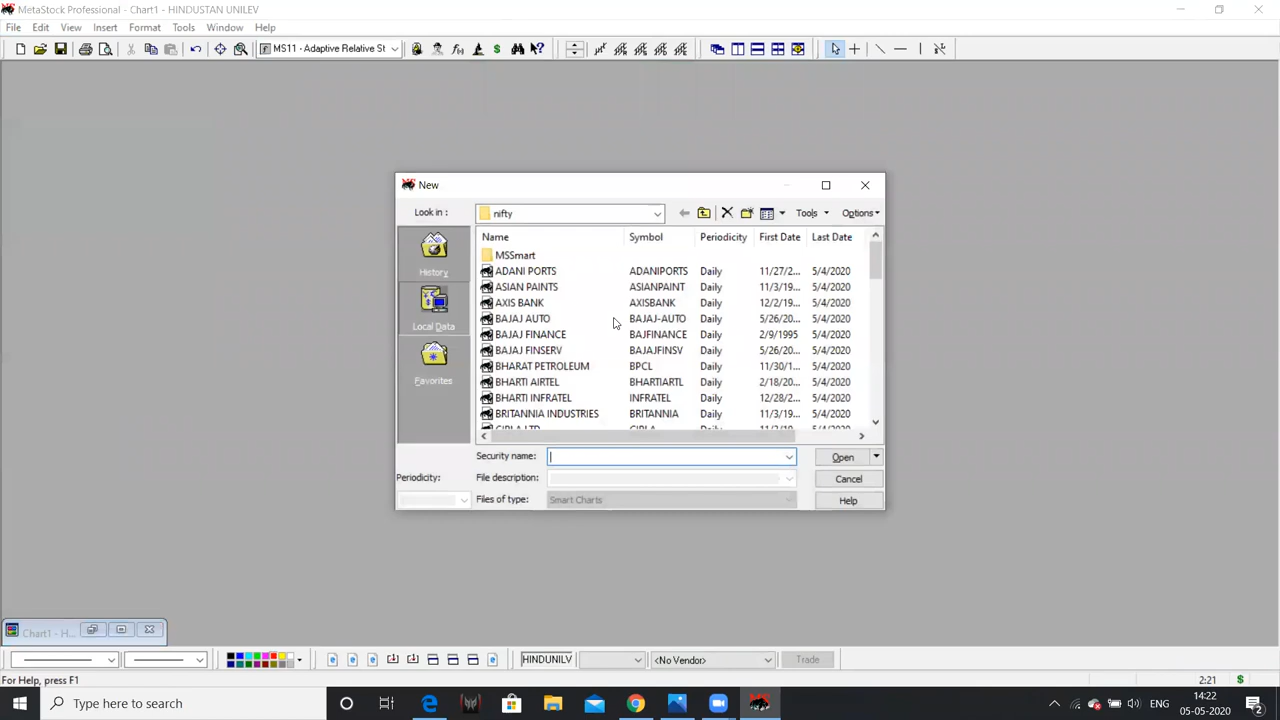 MetaStock Professional - Chart1 - HINDUSTAN UNILEV
File Edit View Insert Format Tools Window Help
MS11 - Adaptive Relative St
New
Look in : nifty Tools Options
History
Local Data
Favorites
Name Symbol Periodicity First Date Last Date
MSSmart
ADANI PORTS ADANIPORTS Daily 11/27/2... 5/4/2020
ASIAN PAINTS ASIANPAINT Daily 11/3/19... 5/4/2020
AXIS BANK AXISBANK Daily 12/2/19... 5/4/2020
BAJAJ AUTO BAJAJ-AUTO Daily 5/26/20... 5/4/2020
BAJAJ FINANCE BAJFINANCE Daily 2/9/1995 5/4/2020
BAJAJ FINSERV BAJAJFINSV Daily 5/26/20... 5/4/2020
BHARAT PETROLEUM BPCL Daily 11/30/1... 5/4/2020
BHARTI AIRTEL BHARTIARTL Daily 2/18/20... 5/4/2020
BHARTI INFRATEL INFRATEL Daily 12/28/2... 5/4/2020
BRITANNIA INDUSTRIES BRITANNIA Daily 11/3/19... 5/4/2020
Security name: Open
Periodicity: File description: Cancel
Files of type: Smart Charts Help
Chart1 - H...
HINDUNILV <No Vendor> Trade
For Help, press F1 2:21
Type here to search ENG 14:22
05-05-2020 2